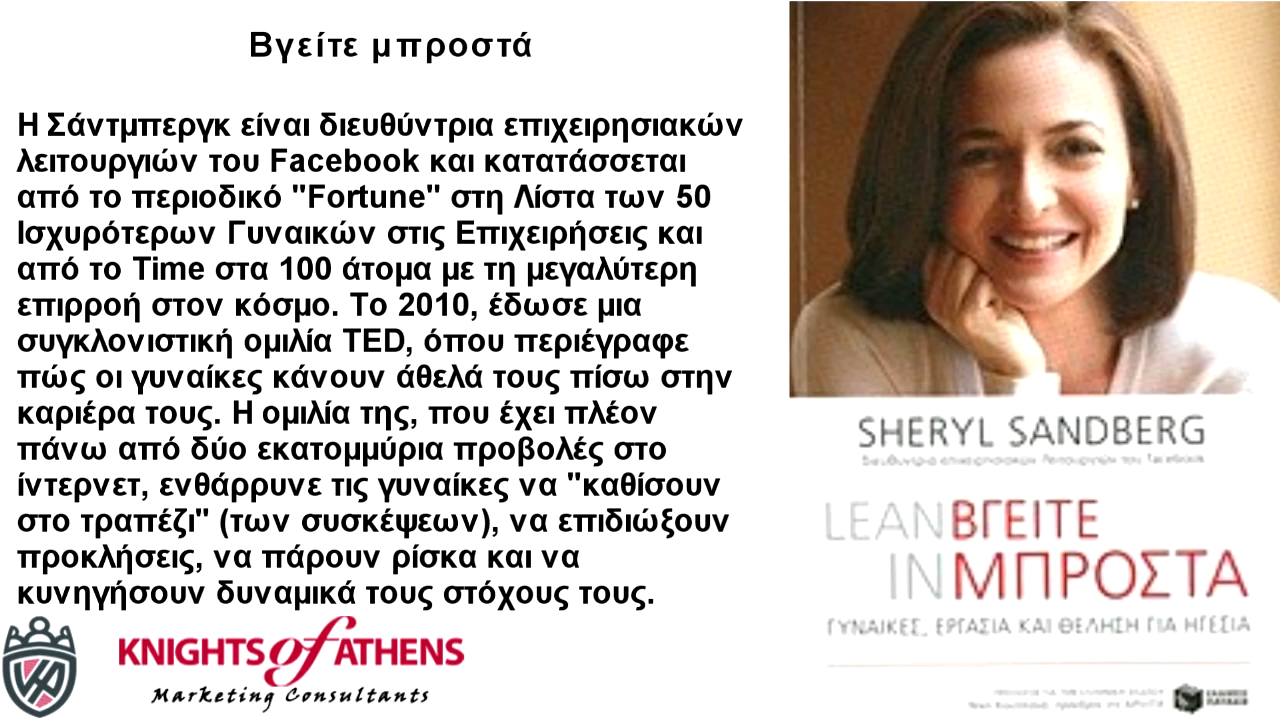 Βγείτε μπροστά
Η Σάντμπεργκ είναι διευθύντρια επιχειρησιακών
λειτουργιών του Facebook και κατατάσσεται
από το περιοδικό "Fortune" στη Λίστα των 50
Ισχυρότερων Γυναικών στις Επιχειρήσεις και
από το Time στα 100 άτομα με τη μεγαλύτερη
επιρροή στον κόσμο. Το 2010, έδωσε μια
συγκλονιστική ομιλία TED, όπου περιέγραφε
πώς οι γυναίκες κάνουν άθελά τους πίσω στην
καριέρα τους. Η ομιλία της, που έχει πλέον
πάνω από δύο εκατομμύρια προβολές στο
ίντερνετ, ενθάρρυνε τις γυναίκες να "καθίσουν
στο τραπέζι" (των συσκέψεων), να επιδιώξουν
προκλήσεις, να πάρουν ρίσκα και να
κυνηγήσουν δυναμικά τους στόχους τους.
KNIGHTS of ATHENS
Marketing Consultants
SHERYL SANDBERG
διευθύντρια επιχειρησιακών λειτουργιών του Facebook
LEAN ΒΓΕΙΤΕ
IN ΜΠΡΟΣΤΑ
ΓΥΝΑΙΚΕΣ, ΕΡΓΑΣΙΑ ΚΑΙ ΘΕΛΗΣΗ ΓΙΑ ΗΓΕΣΙΑ